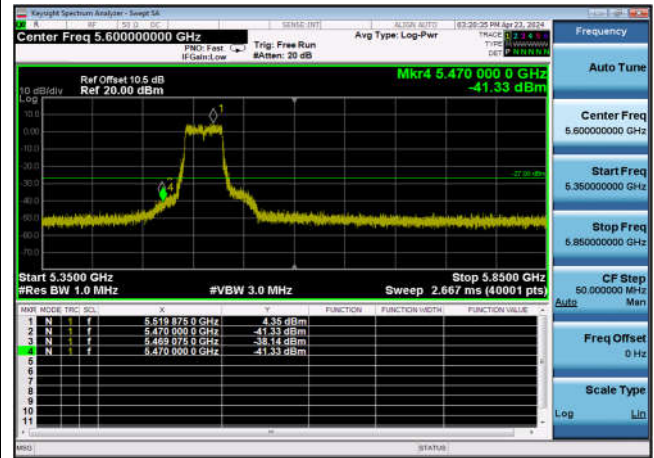 Keysight Spectrum Analyzer - Swept SA
R RF 50 Ω DC SENSE:INT ALIGN AUTO 03:20:35 PM Apr 23, 2024
Center Freq 5.600000000 GHz
PNO: Fast
IFGain:Low
Trig: Free Run
#Atten: 20 dB
Avg Type: Log-Pwr
TRACE 1 2 3 4 5 6
TYPE
DET P N N N N N
Ref Offset 10.5 dB
10 dB/div Ref 20.00 dBm
Log
Mkr4 5.470 000 0 GHz
-41.33 dBm
10.0
0.00
-10.0
-20.0
-27.00 dBm
-30.0
-40.0
-50.0
-60.0
-70.0
1
4
Start 5.3500 GHz Stop 5.8500 GHz
#Res BW 1.0 MHz #VBW 3.0 MHz Sweep 2.667 ms (40001 pts)
MKR MODE TRC SCL X Y FUNCTION FUNCTION WIDTH FUNCTION VALUE
1 N 1 f 5.519 875 0 GHz 4.35 dBm
2 N 1 f 5.470 000 0 GHz -41.33 dBm
3 N 1 f 5.469 075 0 GHz -38.14 dBm
4 N 1 f 5.470 000 0 GHz -41.33 dBm
5
6
7
8
9
10
11
MSG STATUS
Frequency
Auto Tune
Center Freq
5.600000000 GHz
Start Freq
5.350000000 GHz
Stop Freq
5.850000000 GHz
CF Step
50.000000 MHz
Auto Man
Freq Offset
0 Hz
Scale Type
Log Lin